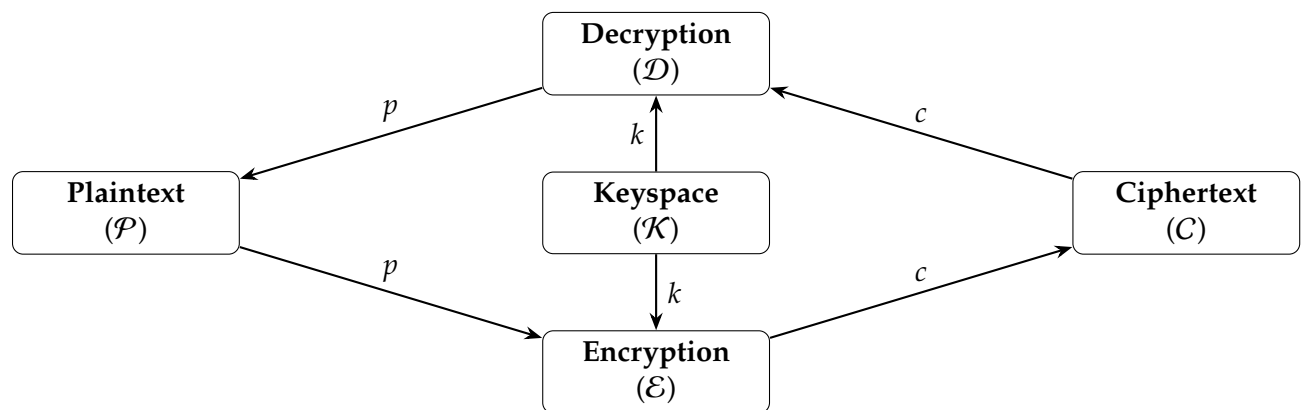 Decryption
(𝒟)
p
c
k
Plaintext
(𝒫)
Keyspace
(𝒦)
Ciphertext
(𝒞)
p
k
c
Encryption
(ℰ)